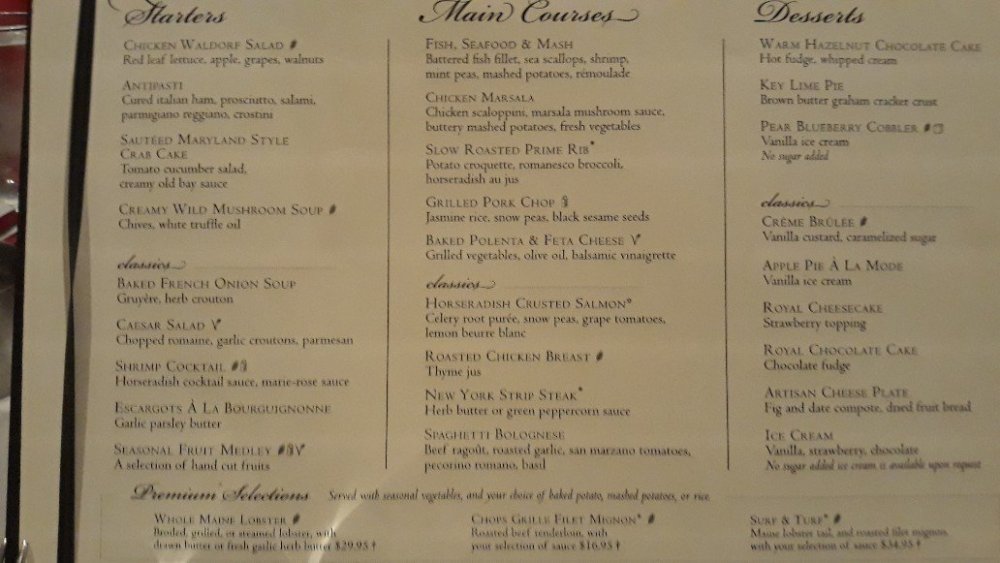 Starters
CHICKEN WALDORF SALAD
Red leaf lettuce, apple, grapes, walnuts
ANTIPASTI
Cured italian ham, prosciutto, salami,
parmigiano reggiano, crostini
SAUTÉED MARYLAND STYLE
CRAB CAKE
Tomato cucumber salad,
creamy old bay sauce
CREAMY WILD MUSHROOM SOUP
Chives, white truffle oil
classics
BAKED FRENCH ONION SOUP
Gruyère, herb crouton
CAESAR SALAD V
Chopped romaine, garlic croutons, parmesan
SHRIMP COCKTAIL
Horseradish cocktail sauce, marie-rose sauce
ESCARGOTS À LA BOURGUIGNONNE
Garlic parsley butter
SEASONAL FRUIT MEDLEY V
A selection of hand cut fruits
Main Courses
FISH, SEAFOOD & MASH
Battered fish fillet, sea scallops, shrimp,
mint peas, mashed potatoes, rémoulade
CHICKEN MARSALA
Chicken scaloppini, marsala mushroom sauce,
buttery mashed potatoes, fresh vegetables
SLOW ROASTED PRIME RIB*
Potato croquette, romanesco broccoli,
horseradish au jus
GRILLED PORK CHOP
Jasmine rice, snow peas, black sesame seeds
BAKED POLENTA & FETA CHEESE V
Grilled vegetables, olive oil, balsamic vinaigrette
classics
HORSERADISH CRUSTED SALMON*
Celery root purée, snow peas, grape tomatoes,
lemon beurre blanc
ROASTED CHICKEN BREAST
Thyme jus
NEW YORK STRIP STEAK*
Herb butter or green peppercorn sauce
SPAGHETTI BOLOGNESE
Beef ragoût, roasted garlic, san marzano tomatoes,
pecorino romano, basil
Desserts
WARM HAZELNUT CHOCOLATE CAKE
Hot fudge, whipped cream
KEY LIME PIE
Brown butter graham cracker crust
PEAR BLUEBERRY COBBLER
Vanilla ice cream
No sugar added
classics
CRÈME BRÛLÉE
Vanilla custard, caramelized sugar
APPLE PIE À LA MODE
Vanilla ice cream
ROYAL CHEESECAKE
Strawberry topping
ROYAL CHOCOLATE CAKE
Chocolate fudge
ARTISAN CHEESE PLATE
Fig and date compote, dried fruit bread
ICE CREAM
Vanilla, strawberry, chocolate
No sugar added ice cream is available upon request
Premium Selections Served with seasonal vegetables, and your choice of baked potato, mashed potatoes, or rice.
WHOLE MAINE LOBSTER
Broiled, grilled, or steamed lobster, with
drawn butter or fresh garlic herb butter $29.95 †
CHOPS GRILLE FILET MIGNON*
Roasted beef tenderloin, with
your selection of sauce $16.95 †
SURF & TURF*
Maine lobster tail, and roasted filet mignon,
with your selection of sauce $34.95 †